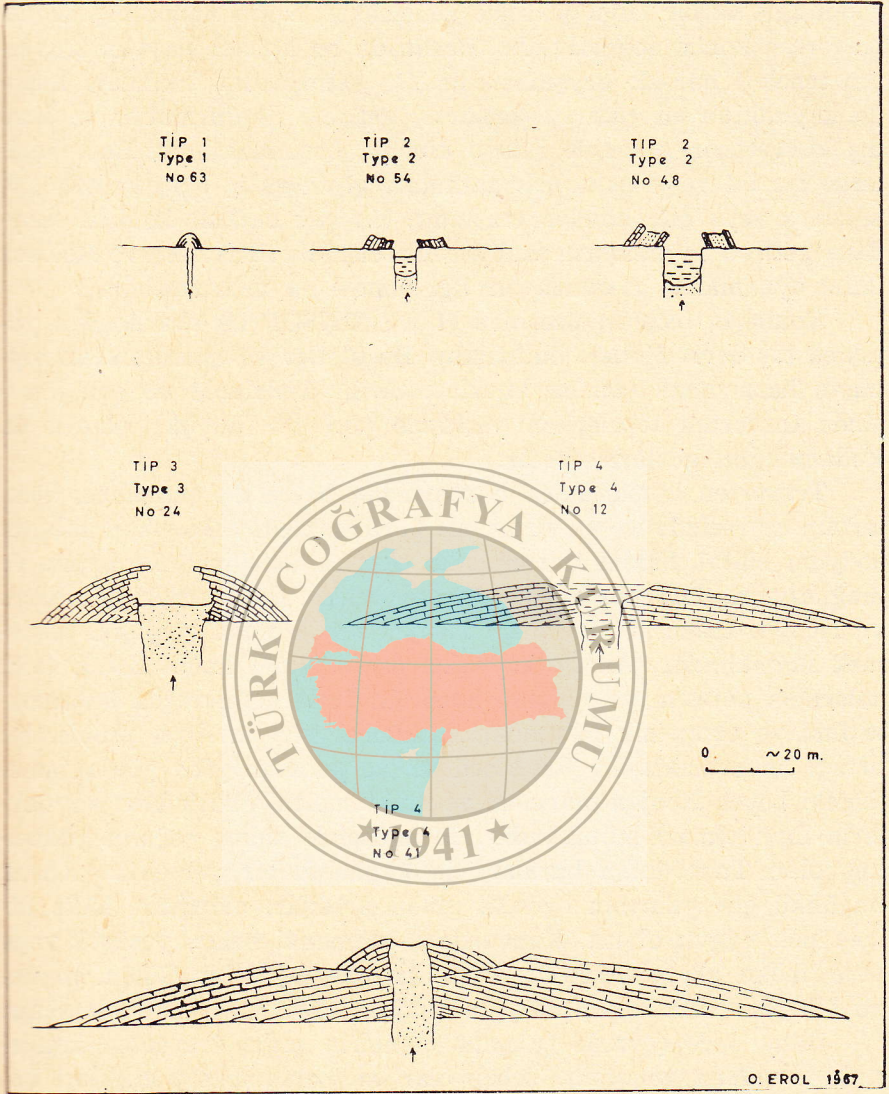 TİP 1
Type 1
No 63
TİP 2
Type 2
No 54
TIP 2
Type 2
No 48
TİP 3
Type 3
No 24
TİP 4
Type 4
No 12
TÜRK COĞRAFYA KURUMU
0 ~20 m.
TİP 4
Type 4
No 41
★1941★
O. EROL 1967